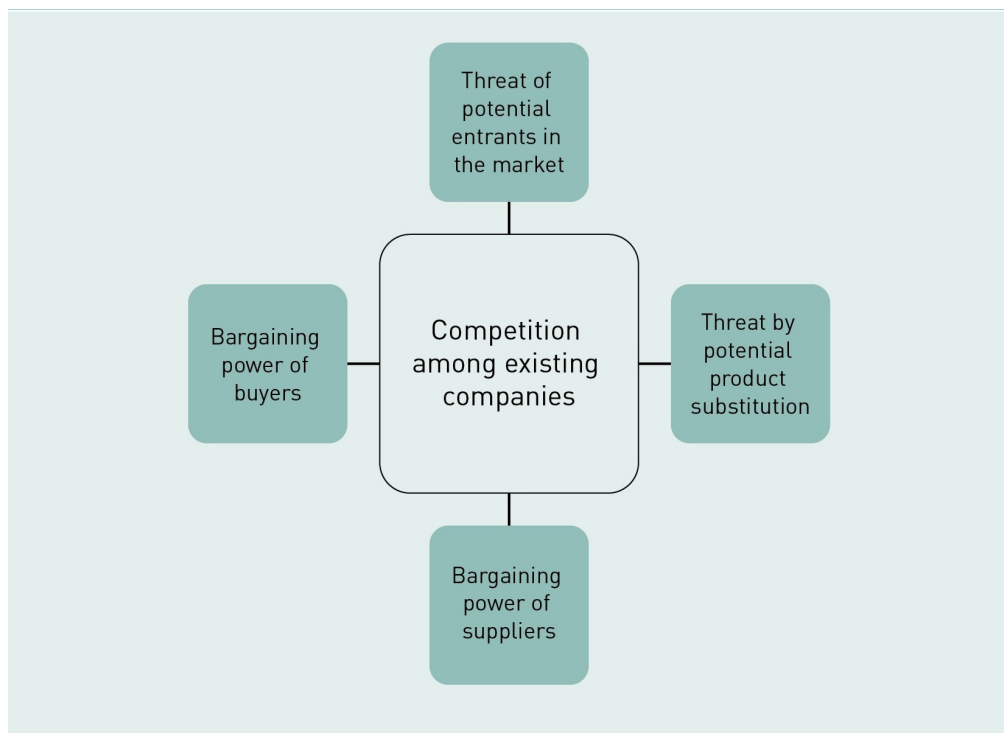 Threat of
potential
entrants in
the market
Bargaining
power of
buyers
Competition
among existing
companies
Threat by
potential
product
substitution
Bargaining
power of
suppliers